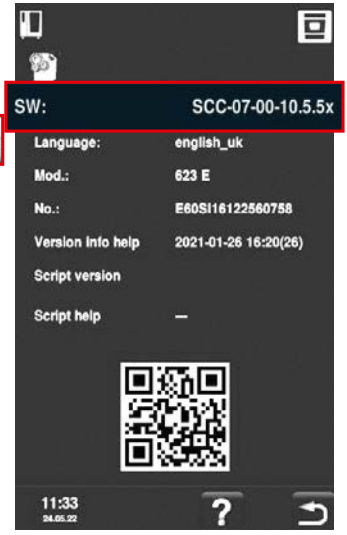 SW: SCC-07-00-10.5.5x
Language: english_uk
Mod.: 623 E
No.: E60SI16122560758
Version info help 2021-01-26 16:20(26)
Script version
Script help —
11:33
24.05.22
?